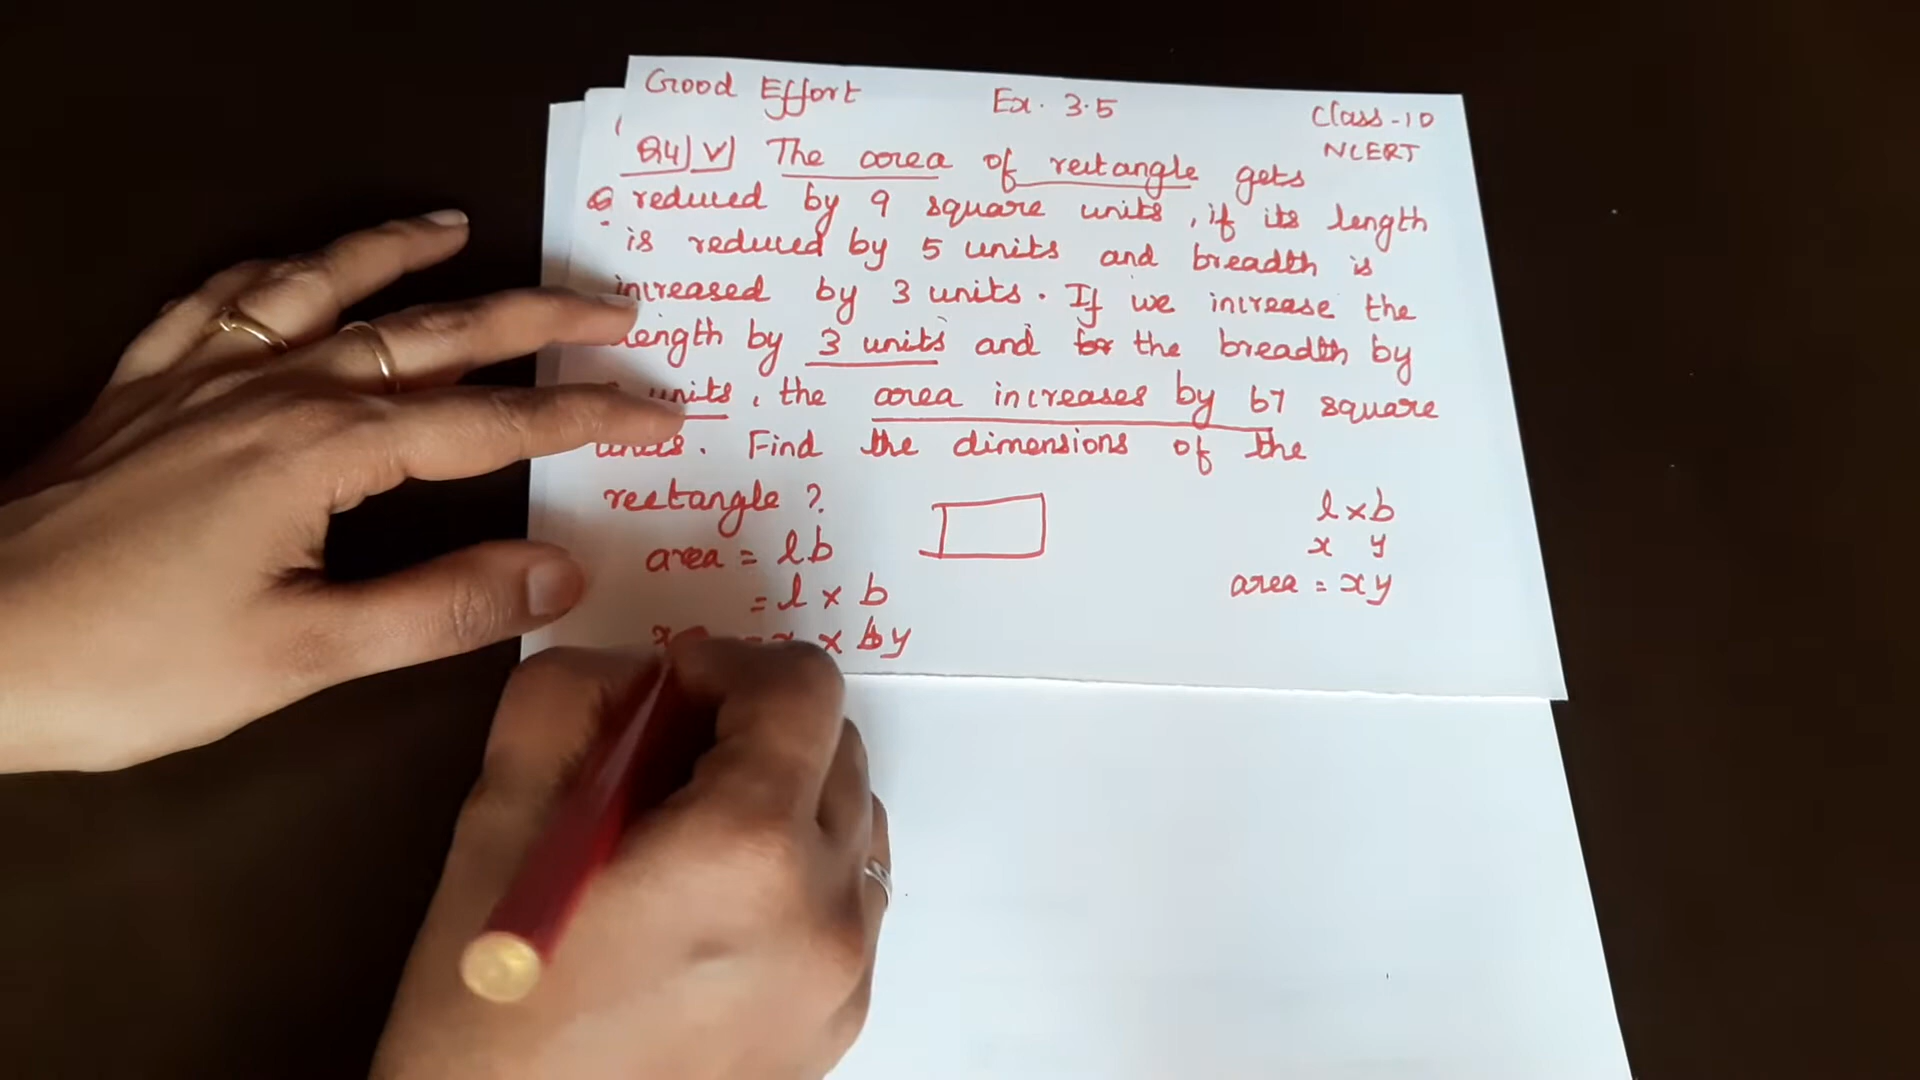 Good Effort Ex. 3.5 Class-10
NCERT
Q4) V) The area of rectangle gets
reduced by 9 square units, if its length
is reduced by 5 units and breadth is
increased by 3 units. If we increase the
length by 3 units and the breadth by
units, the area increases by 67 square
units. Find the dimensions of the
rectangle ?
area = lb
= l × b
x × by
l × b
x y
area = xy